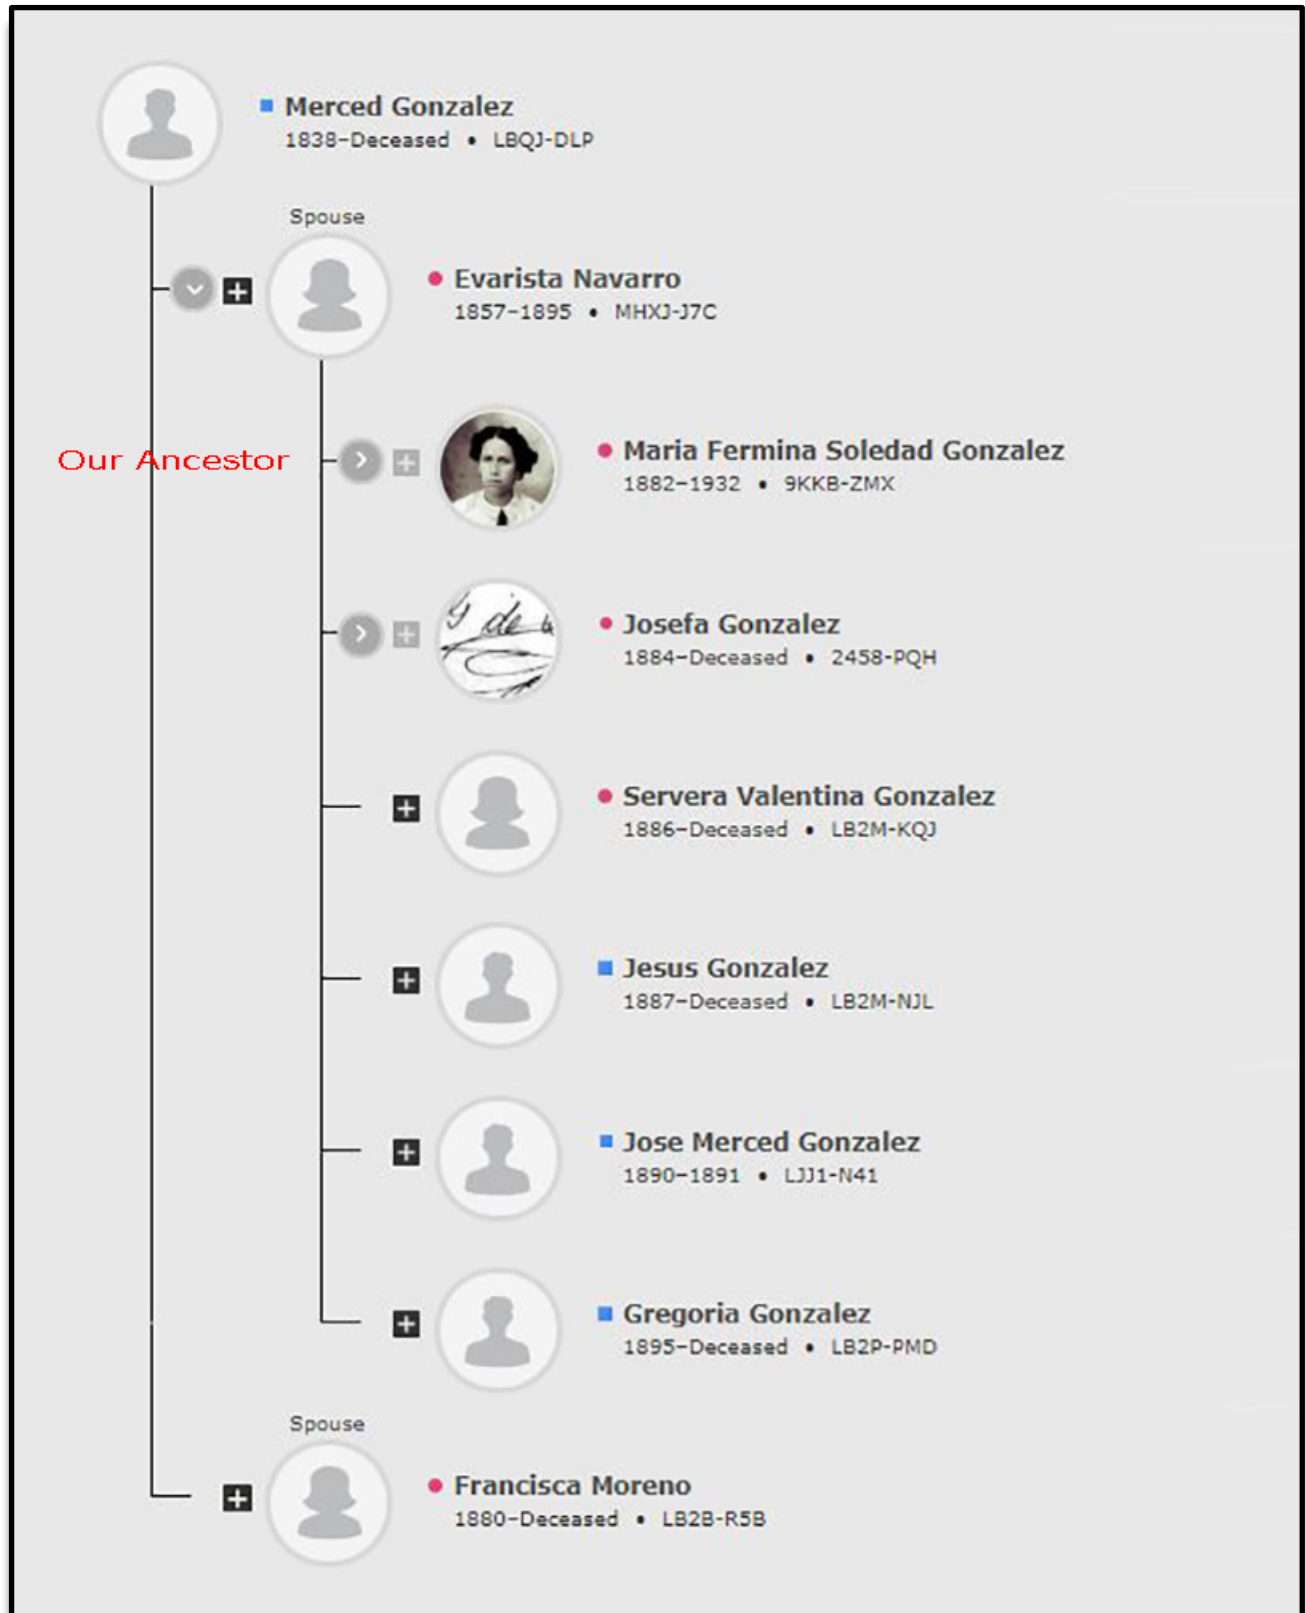 Merced Gonzalez
1838–Deceased • LBQJ-DLP
Spouse
Evarista Navarro
1857–1895 • MHXJ-J7C
Our Ancestor
Maria Fermina Soledad Gonzalez
1882–1932 • 9KKB-ZMX
de
Josefa Gonzalez
1884–Deceased • 2458-PQH
Servera Valentina Gonzalez
1886–Deceased • LB2M-KQJ
Jesus Gonzalez
1887–Deceased • LB2M-NJL
Jose Merced Gonzalez
1890–1891 • LJJ1-N41
Gregoria Gonzalez
1895–Deceased • LB2P-PMD
Spouse
Francisca Moreno
1880–Deceased • LB2B-R5B